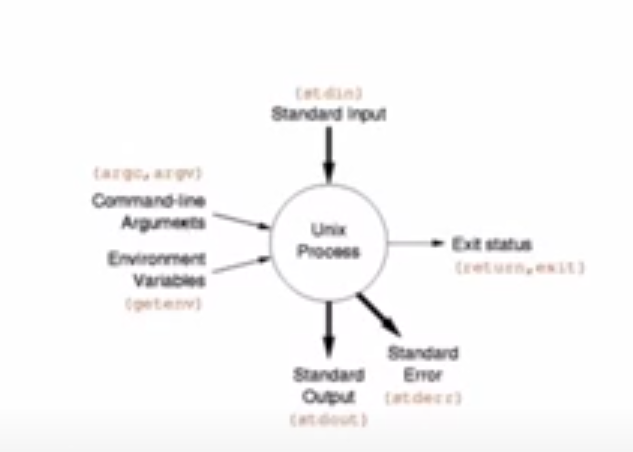 (stdin)
Standard Input
(argc,argv)
Command-line
Arguments
Environment
Variables
(getenv)
Unix
Process
Exit status
(return,exit)
Standard
Error
(stderr)
Standard
Output
(stdout)